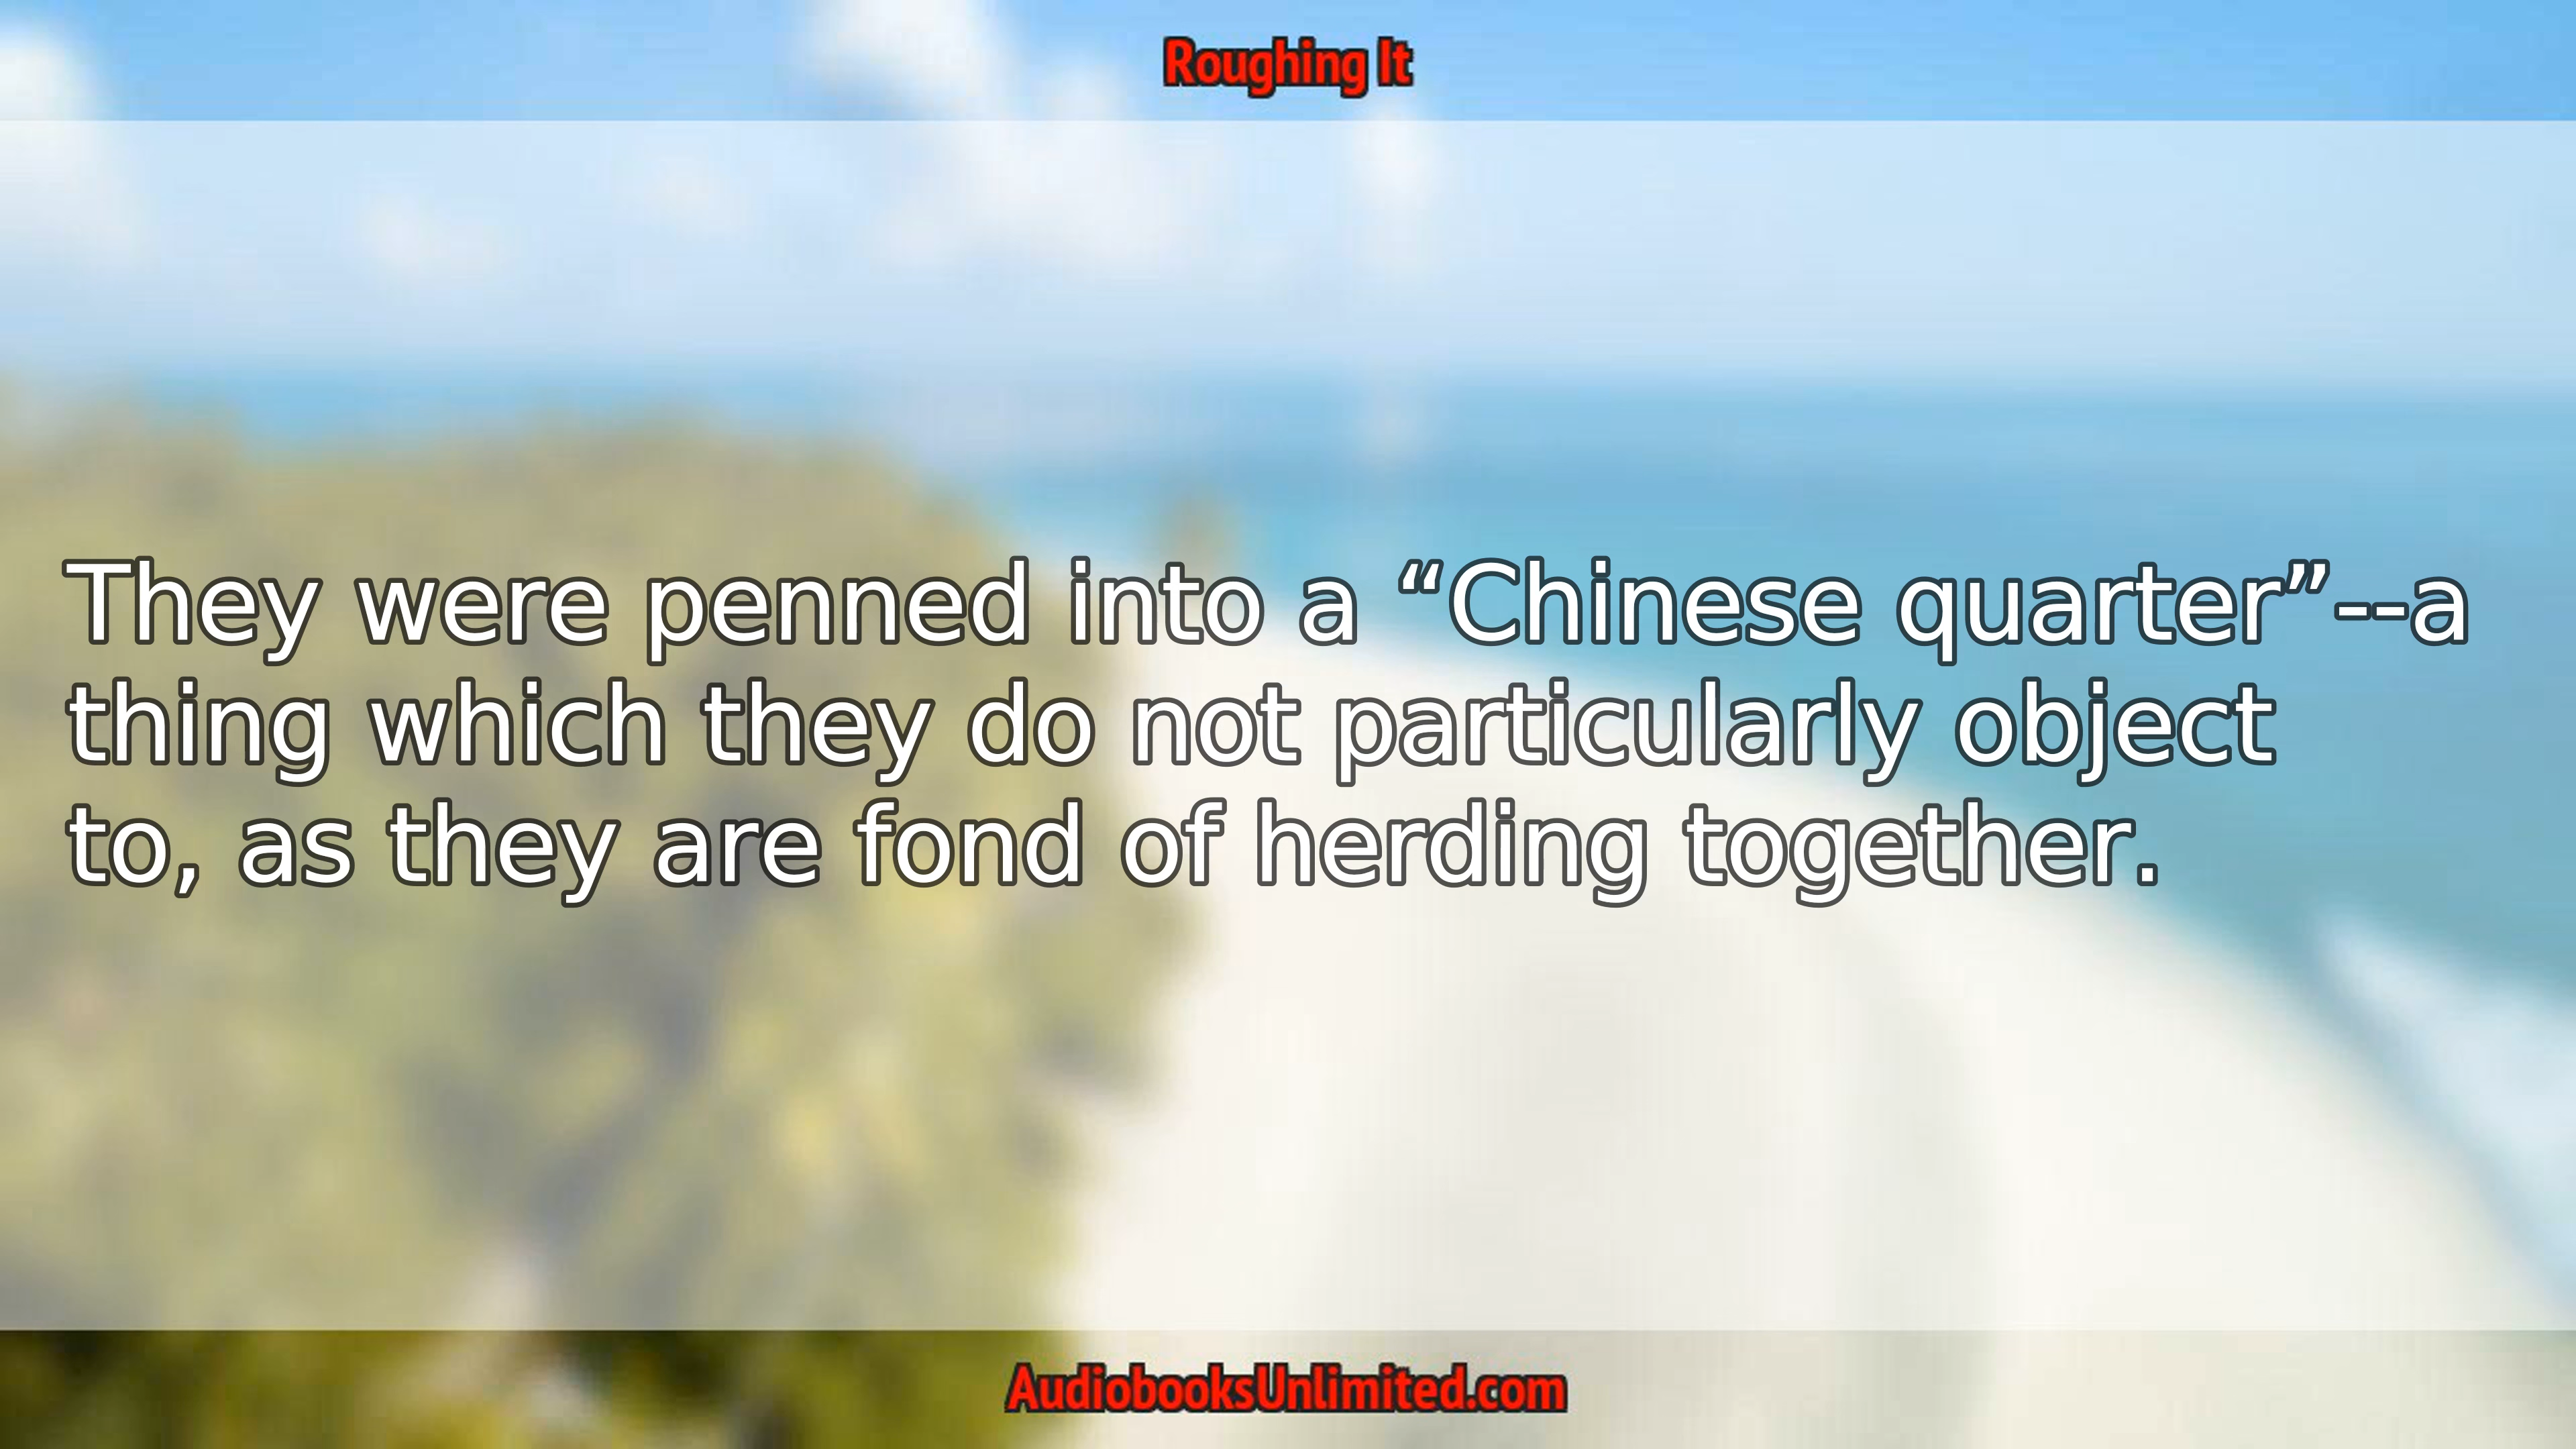 Roughing It
They were penned into a “Chinese quarter”--a
thing which they do not particularly object
to, as they are fond of herding together.
AudiobooksUnlimited.com